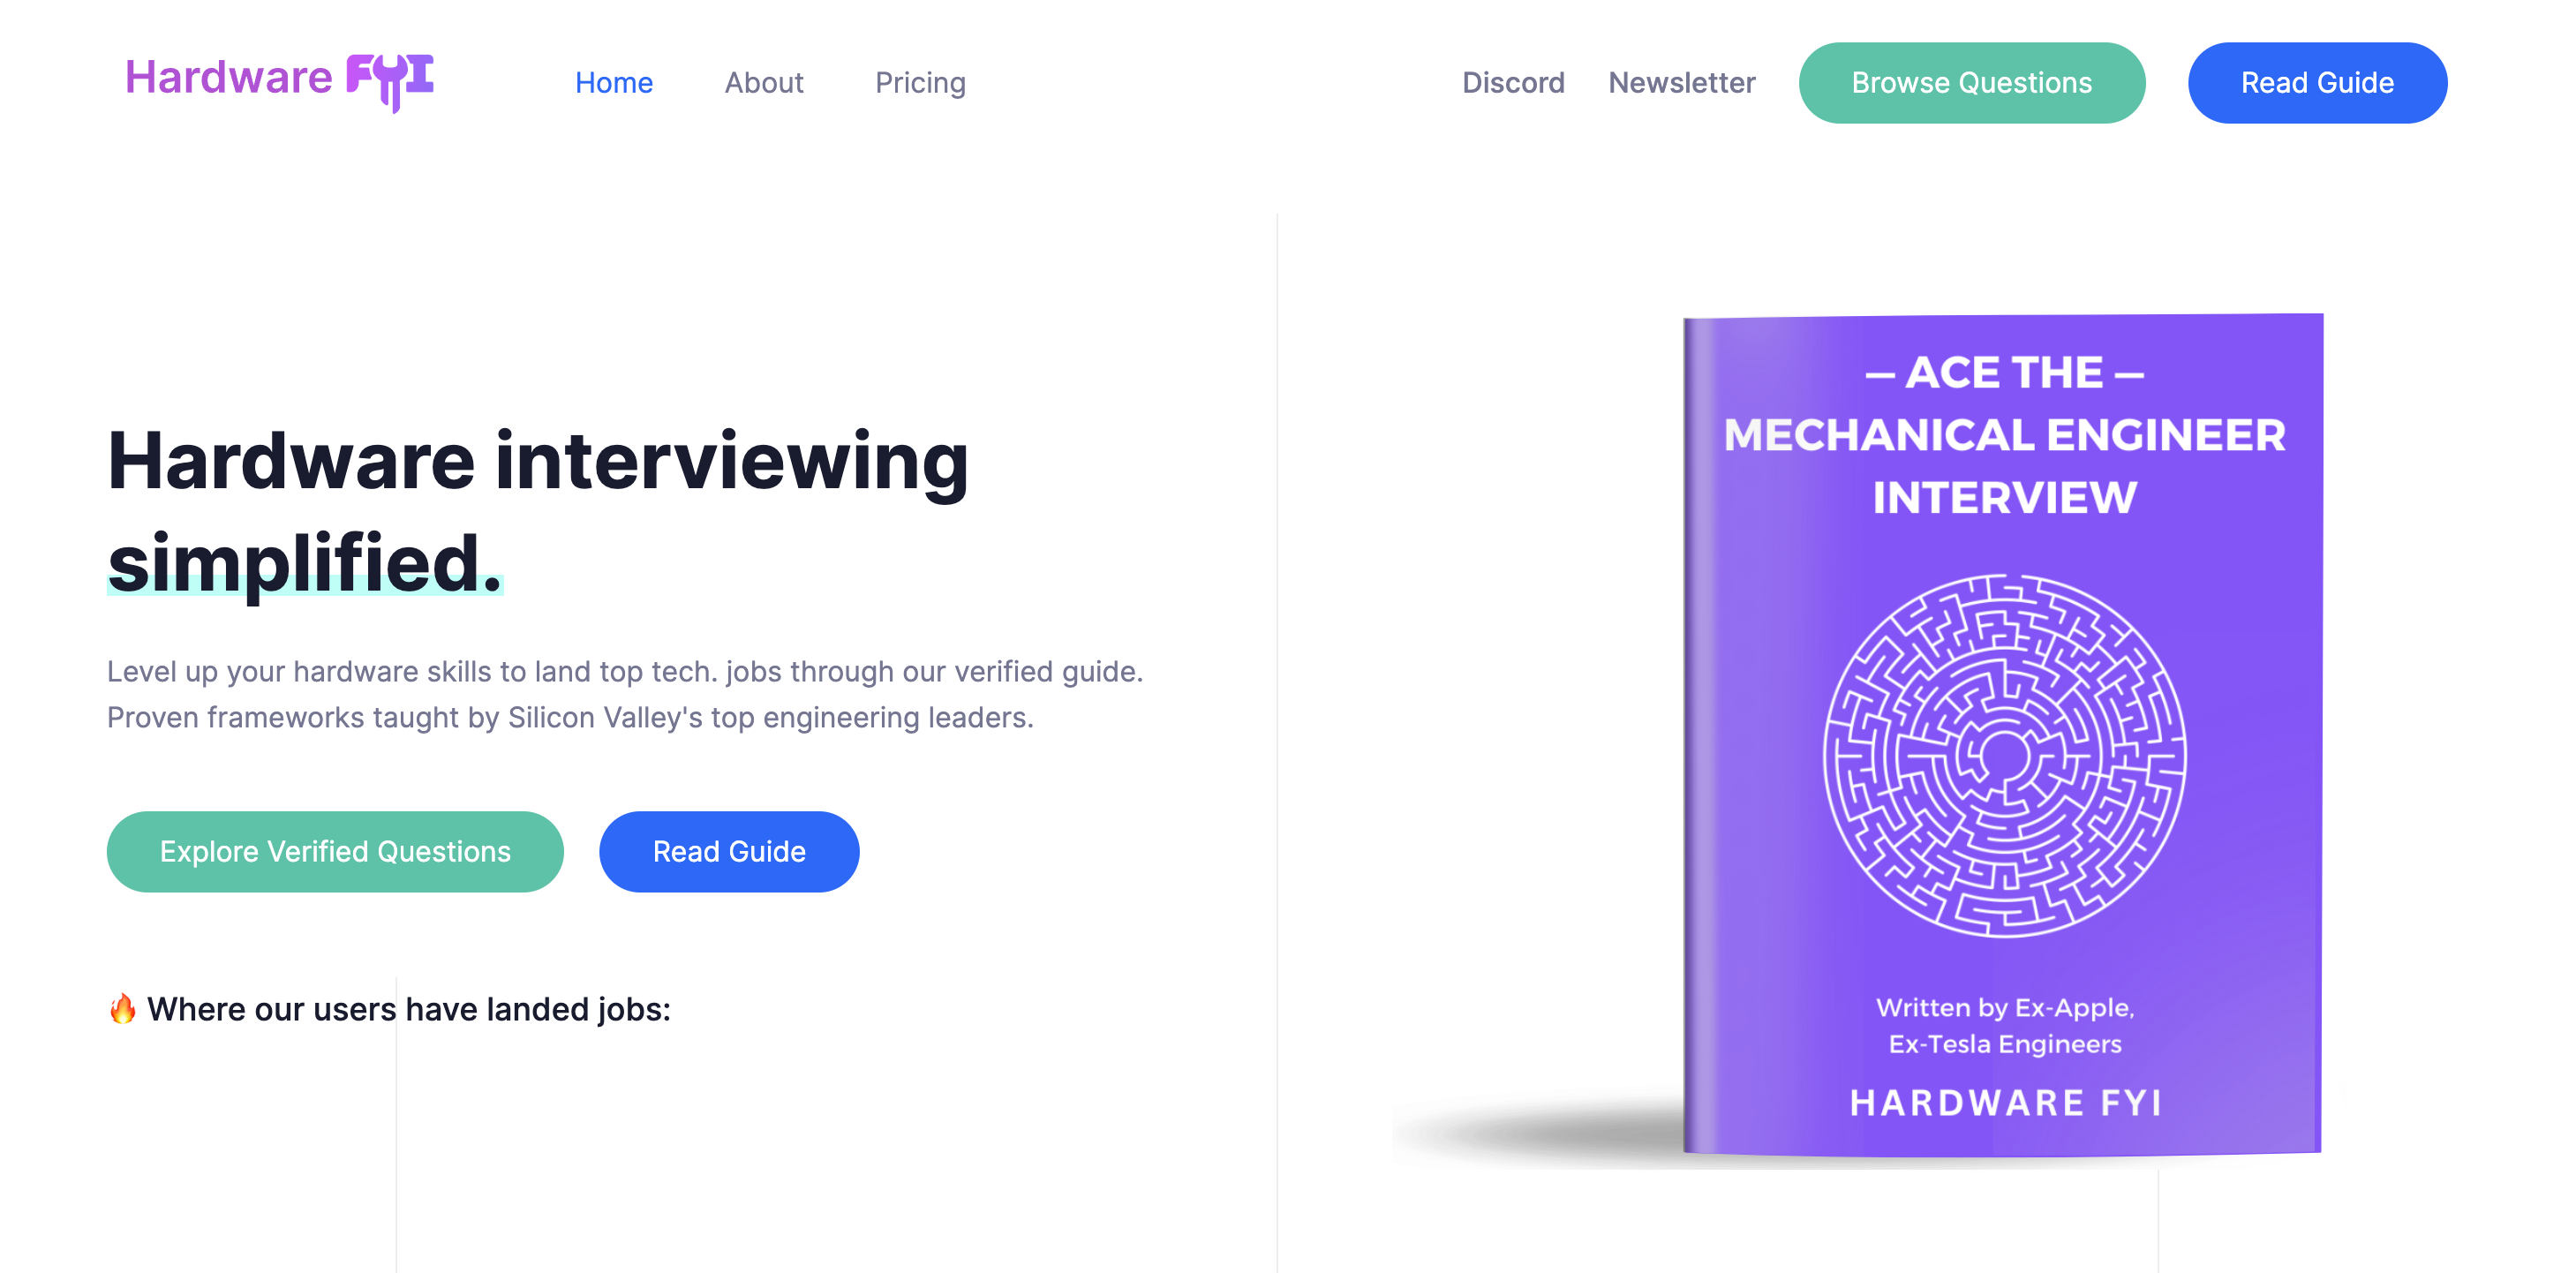 Hardware FYI
Home
About
Pricing
Discord
Newsletter
Browse Questions
Read Guide
Hardware interviewing
simplified.
Level up your hardware skills to land top tech. jobs through our verified guide.
Proven frameworks taught by Silicon Valley's top engineering leaders.
Explore Verified Questions
Read Guide
🔥 Where our users have landed jobs:
— ACE THE —
MECHANICAL ENGINEER
INTERVIEW
Written by Ex-Apple,
Ex-Tesla Engineers
HARDWARE FYI